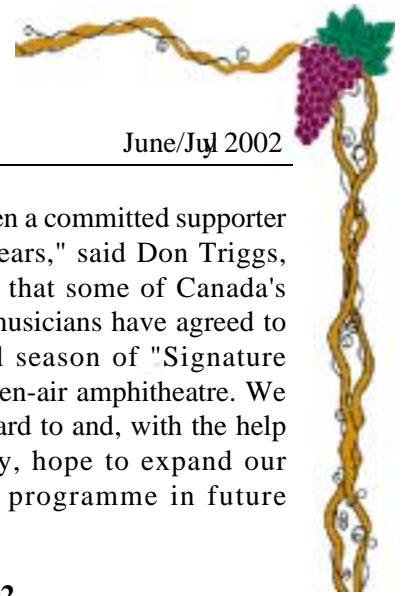 June/July 2002
en a committed supporter
ears," said Don Triggs,
that some of Canada's
musicians have agreed to
l season of "Signature
en-air amphitheatre. We
ard to and, with the help
y, hope to expand our
programme in future
2